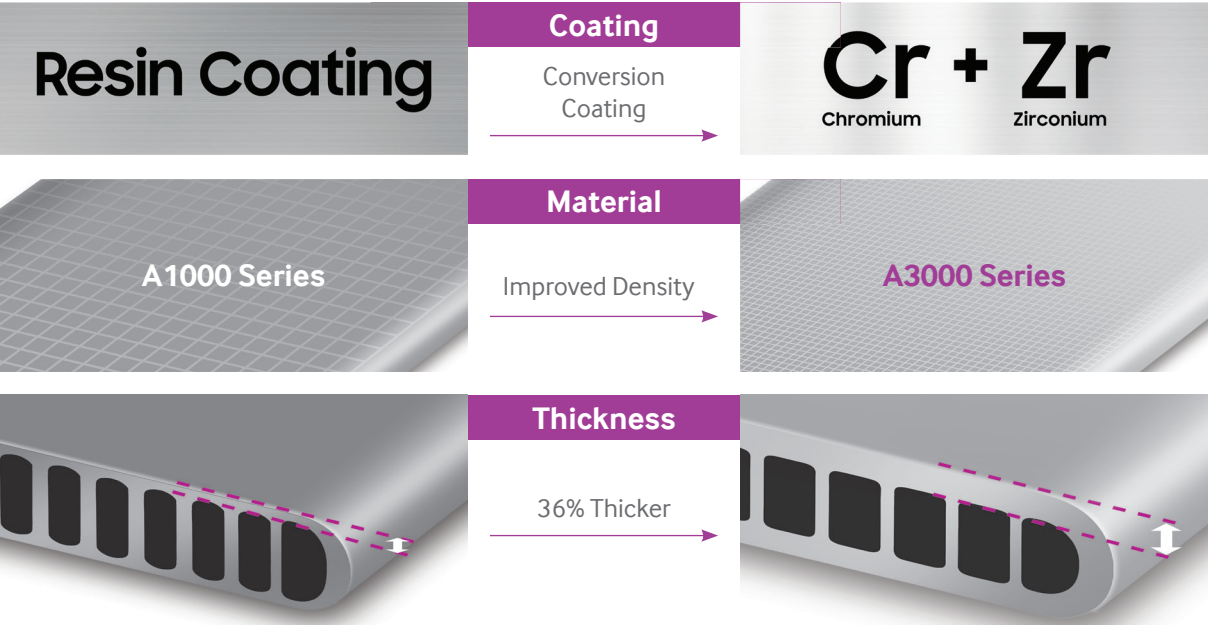 Resin Coating
Coating
Conversion
Coating
Cr + Zr
Chromium Zirconium
A1000 Series
Material
Improved Density
A3000 Series
Thickness
36% Thicker